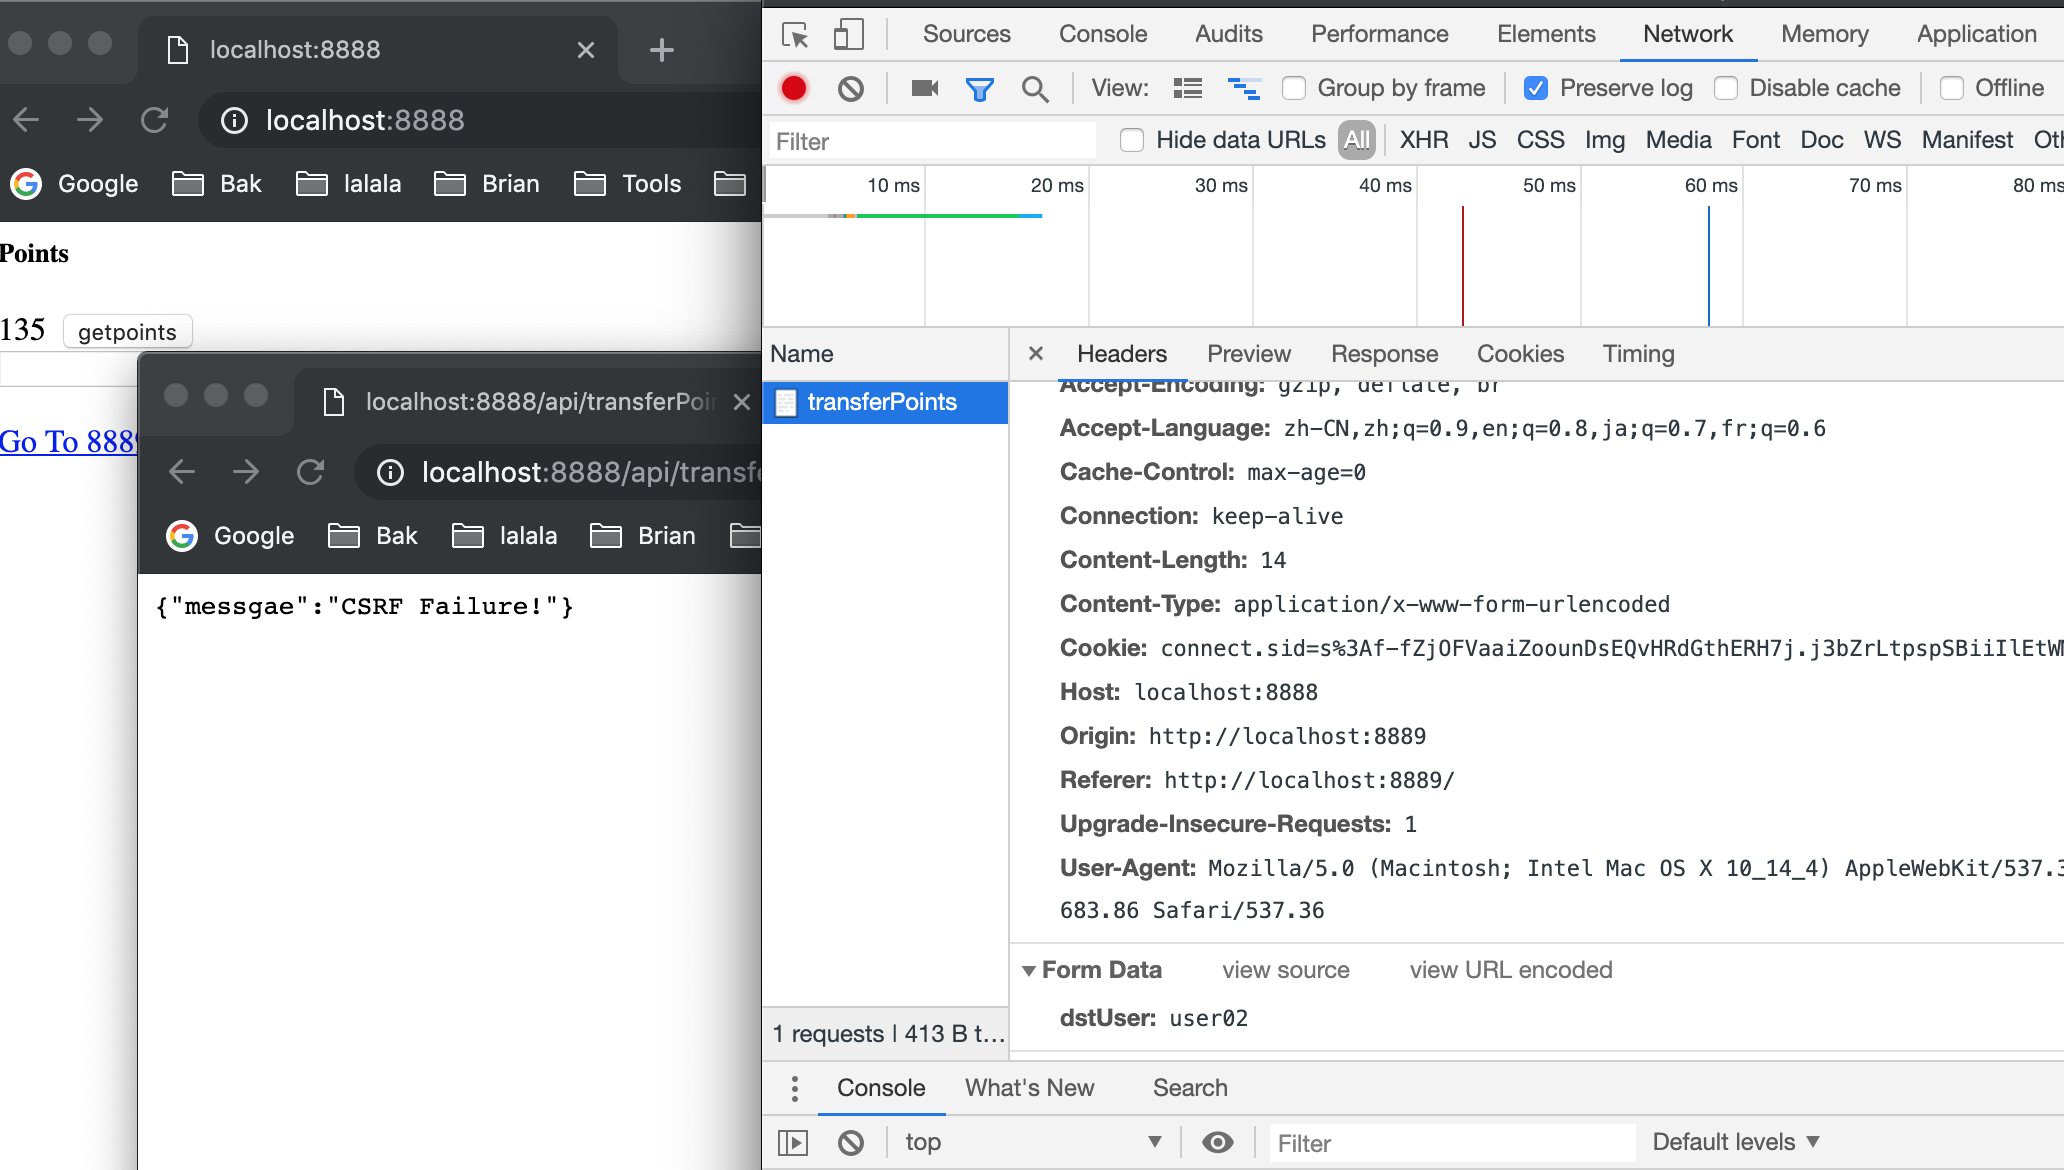 localhost:8888
localhost:8888
Google Bak lalala Brian Tools
Points
135 getpoints
Go To 8889
localhost:8888/api/transferPoin
localhost:8888/api/transfe
Google Bak lalala Brian
{"messgae":"CSRF Failure!"}
Sources Console Audits Performance Elements Network Memory Application
View: Group by frame Preserve log Disable cache Offline
Filter Hide data URLs All XHR JS CSS Img Media Font Doc WS Manifest Oth
10 ms 20 ms 30 ms 40 ms 50 ms 60 ms 70 ms 80 ms
Name
transferPoints
1 requests | 413 B t...
Headers Preview Response Cookies Timing
Accept-Encoding: gzip, deflate, br
Accept-Language: zh-CN,zh;q=0.9,en;q=0.8,ja;q=0.7,fr;q=0.6
Cache-Control: max-age=0
Connection: keep-alive
Content-Length: 14
Content-Type: application/x-www-form-urlencoded
Cookie: connect.sid=s%3Af-fZjOFVaaiZoounDsEQvHRdGthERH7j.j3bZrLtpspSBiiIlEtWM
Host: localhost:8888
Origin: http://localhost:8889
Referer: http://localhost:8889/
Upgrade-Insecure-Requests: 1
User-Agent: Mozilla/5.0 (Macintosh; Intel Mac OS X 10_14_4) AppleWebKit/537.3
683.86 Safari/537.36
Form Data view source view URL encoded
dstUser: user02
Console What's New Search
top Filter Default levels